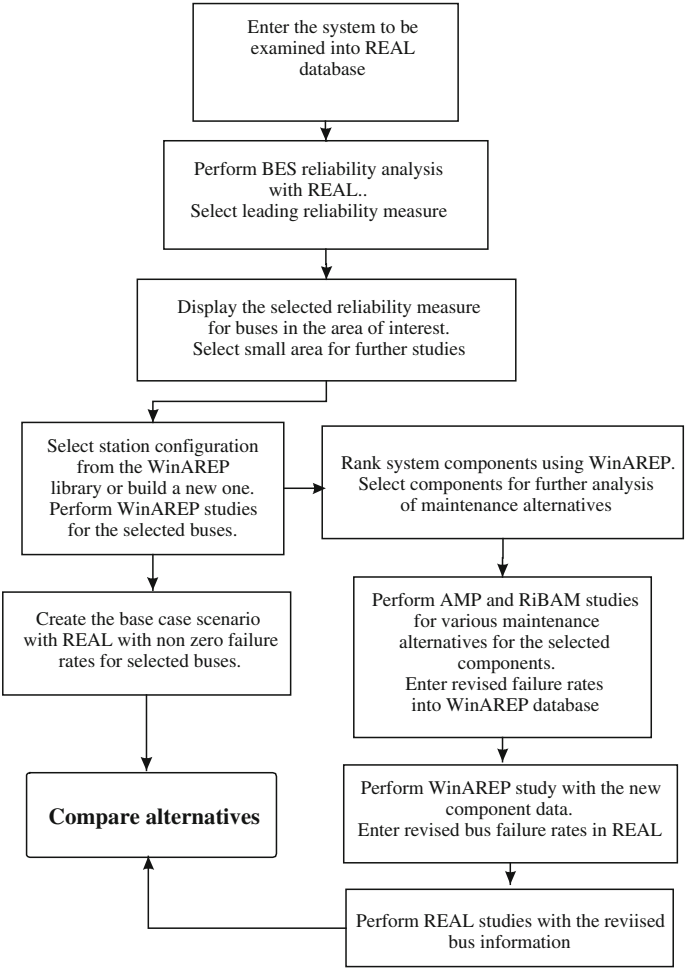 Enter the system to be
examined into REAL
database
Perform BES reliability analysis
with REAL..
Select leading reliability measure
Display the selected reliability measure
for buses in the area of interest.
Select small area for further studies
Select station configuration
from the WinAREP
library or build a new one.
Perform WinAREP studies
for the selected buses.
Rank system components using WinAREP.
Select components for further analysis
of maintenance alternatives
Create the base case scenario
with REAL with non zero failure
rates for selected buses.
Perform AMP and RiBAM studies
for various maintenance
alternatives for the selected
components.
Enter revised failure rates
into WinAREP database
Compare alternatives
Perform WinAREP study with the new
component data.
Enter revised bus failure rates in REAL
Perform REAL studies with the reviised
bus information